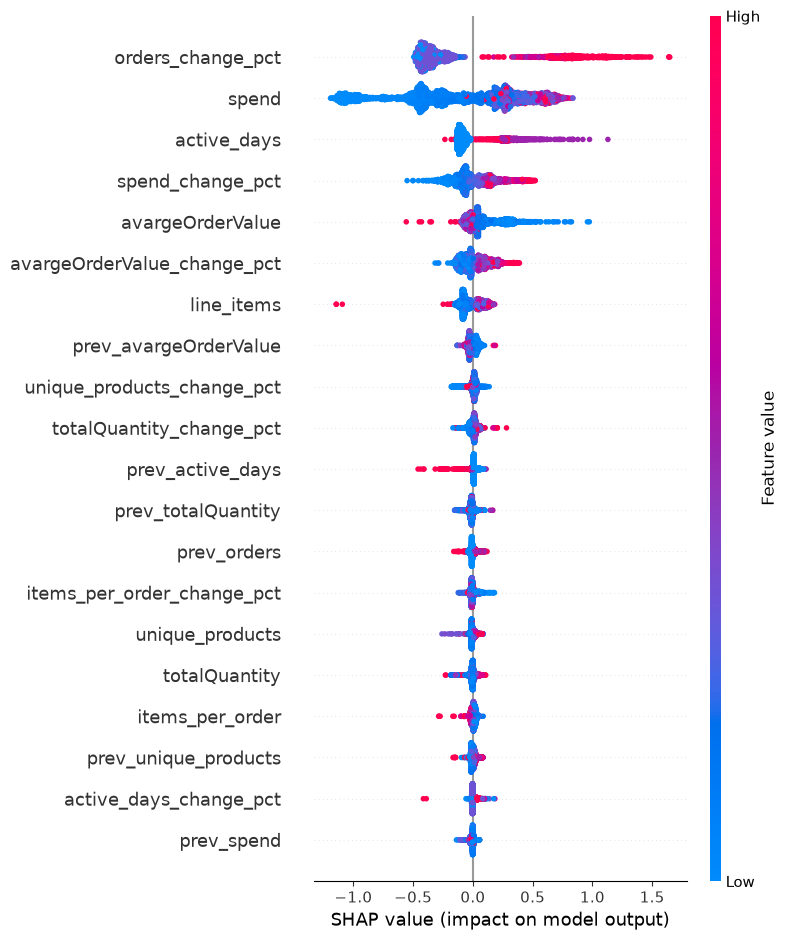 High
orders_change_pct
spend
active_days
spend_change_pct
avargeOrderValue
avargeOrderValue_change_pct
line_items
prev_avargeOrderValue
unique_products_change_pct
totalQuantity_change_pct
prev_active_days
prev_totalQuantity
prev_orders
items_per_order_change_pct
unique_products
totalQuantity
items_per_order
prev_unique_products
active_days_change_pct
prev_spend
Feature value
Low
−1.0 −0.5 0.0 0.5 1.0 1.5
SHAP value (impact on model output)